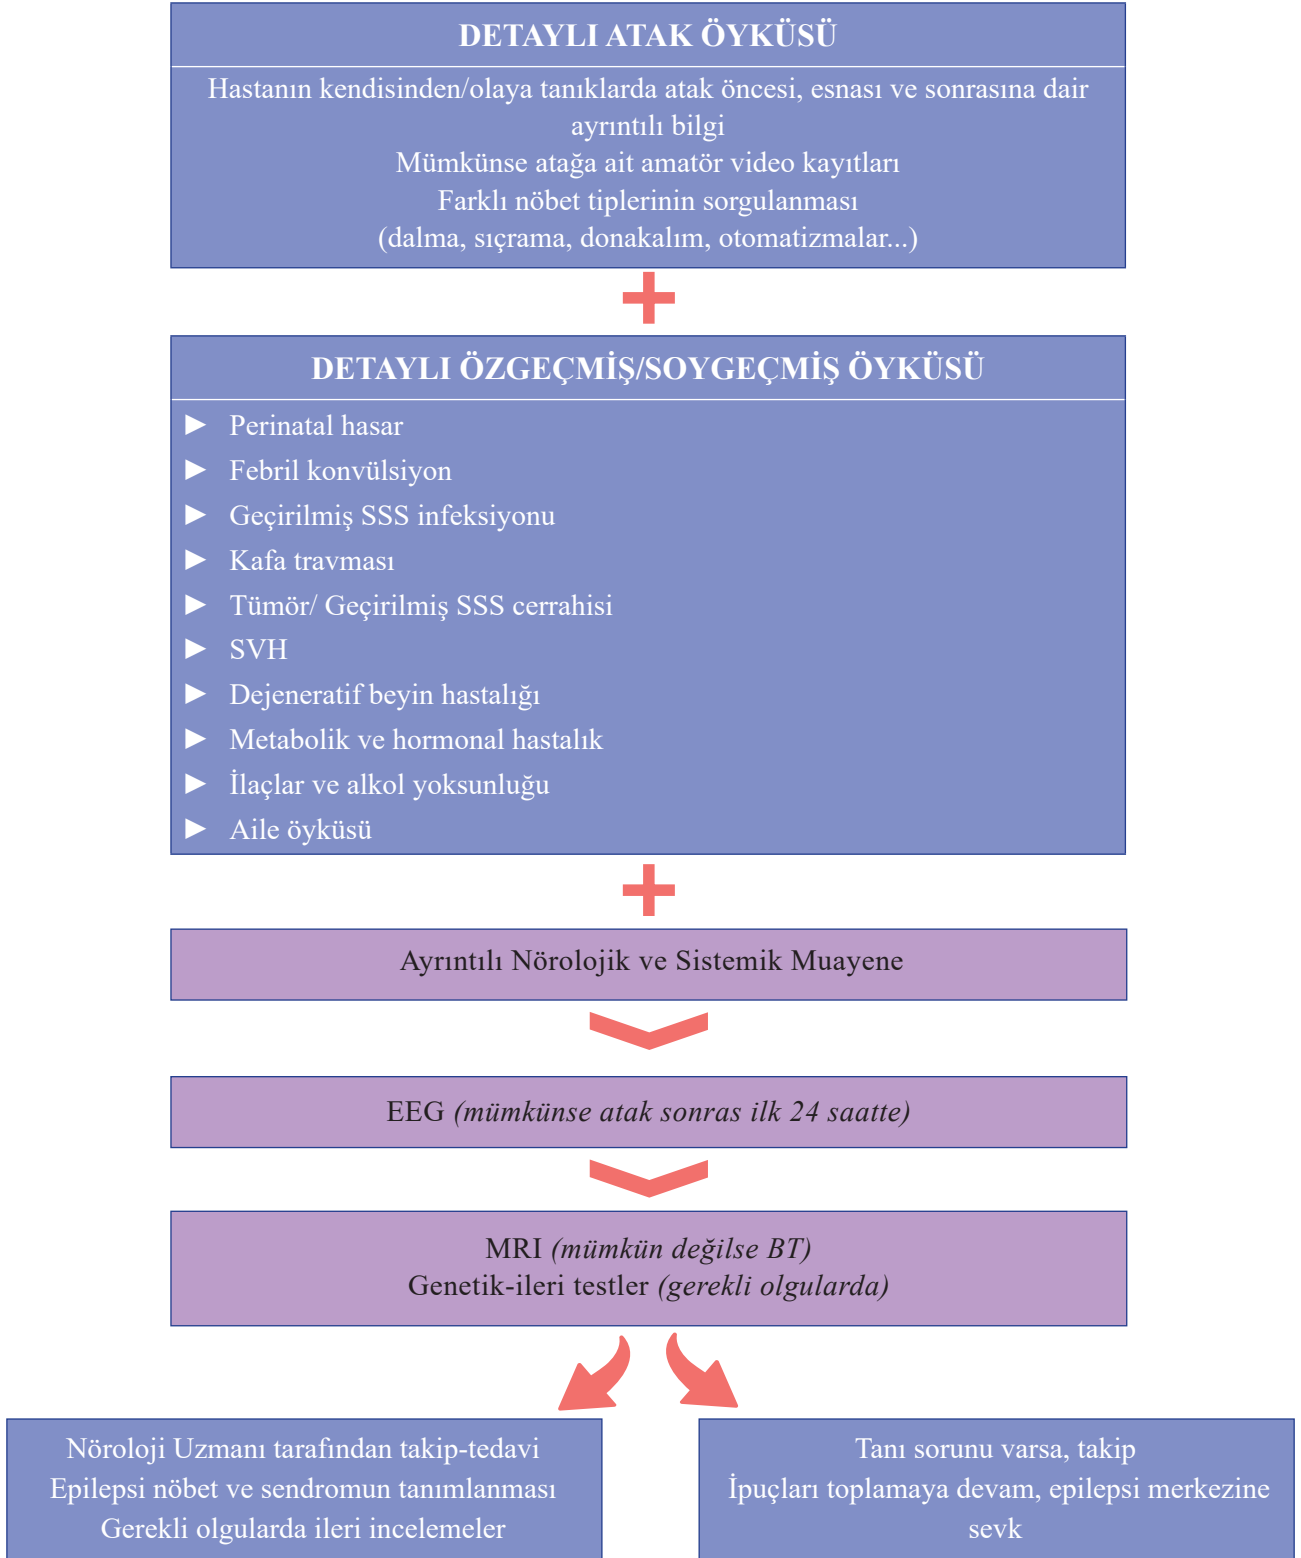 DETAYLI ATAK ÖYKÜSÜ
Hastanın kendisinden/olaya tanıklarda atak öncesi, esnası ve sonrasına dair
ayrıntılı bilgi
Mümkünse atağa ait amatör video kayıtları
Farklı nöbet tiplerinin sorgulanması
(dalma, sıçrama, donakalım, otomatizmalar...)
DETAYLI ÖZGEÇMİŞ/SOYGEÇMİŞ ÖYKÜSÜ
► Perinatal hasar
► Febril konvülsiyon
► Geçirilmiş SSS infeksiyonu
► Kafa travması
► Tümör/ Geçirilmiş SSS cerrahisi
► SVH
► Dejeneratif beyin hastalığı
► Metabolik ve hormonal hastalık
► İlaçlar ve alkol yoksunluğu
► Aile öyküsü
Ayrıntılı Nörolojik ve Sistemik Muayene
EEG (mümkünse atak sonras ilk 24 saatte)
MRI (mümkün değilse BT)
Genetik-ileri testler (gerekli olgularda)
Nöroloji Uzmanı tarafından takip-tedavi
Epilepsi nöbet ve sendromun tanımlanması
Gerekli olgularda ileri incelemeler
Tanı sorunu varsa, takip
İpuçları toplamaya devam, epilepsi merkezine
sevk